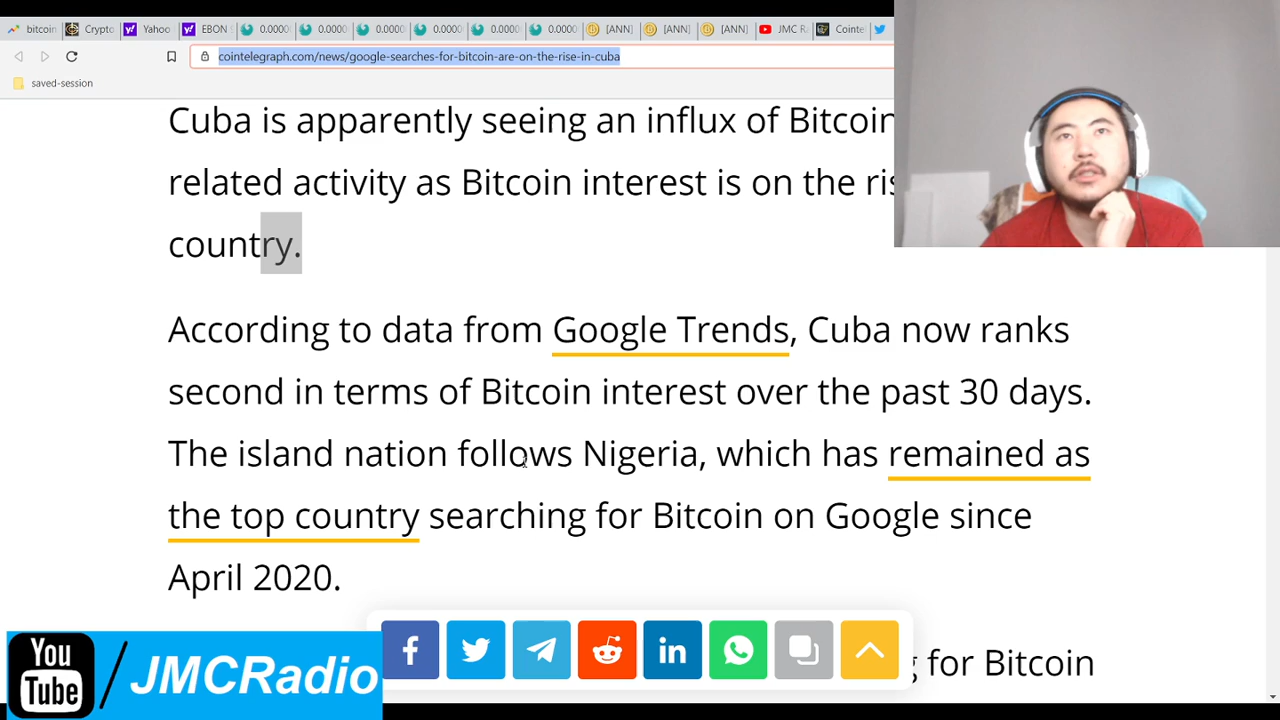 bitcoin Crypto Yahoo EBON 0.0000 0.0000 0.0000 0.0000 0.0000 0.0000 [ANN] [ANN] [ANN] JMC R Cointe
cointelegraph.com/news/google-searches-for-bitcoin-are-on-the-rise-in-cuba
saved-session
Cuba is apparently seeing an influx of Bitcoin
related activity as Bitcoin interest is on the ris
country.
According to data from Google Trends, Cuba now ranks
second in terms of Bitcoin interest over the past 30 days.
The island nation follows Nigeria, which has remained as
the top country searching for Bitcoin on Google since
April 2020.
for Bitcoin
You
Tube
/JMCRadio